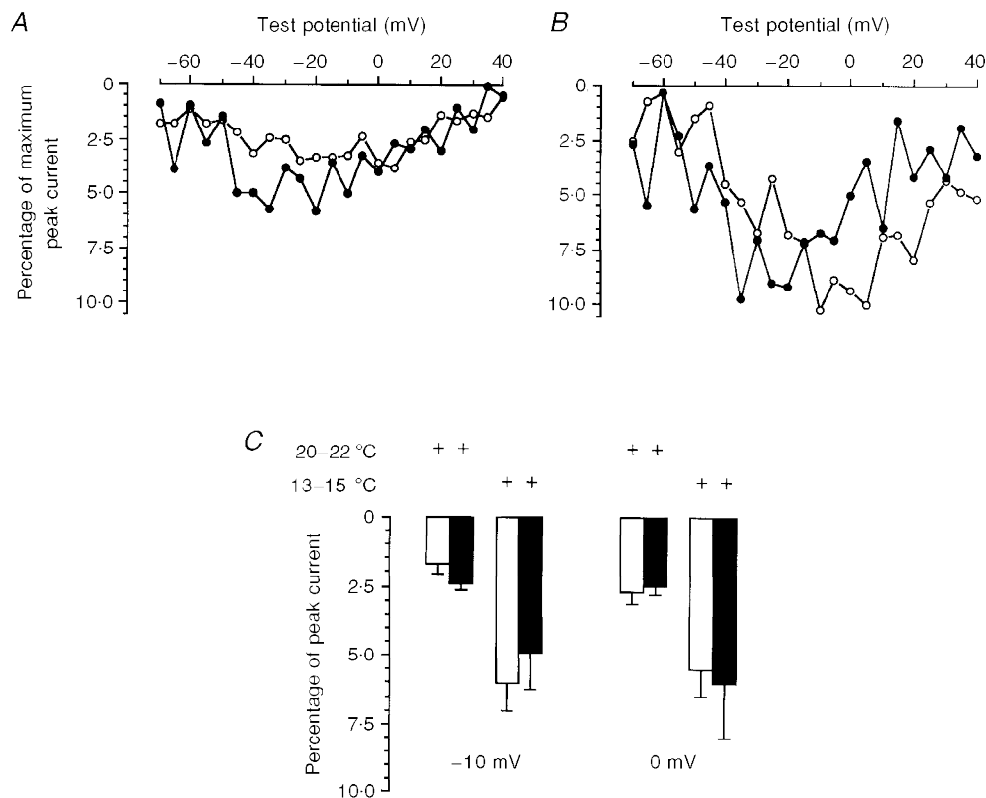 A
Test potential (mV)
−60 −40 −20 0 20 40
0
2·5
5·0
7·5
10·0
Percentage of maximum
peak current
B
Test potential (mV)
−60 −40 −20 0 20 40
0
2·5
5·0
7·5
10·0
C
20–22 °C + + + +
13–15 °C + + + +
0
2·5
5·0
7·5
10·0
Percentage of peak current
−10 mV
0 mV